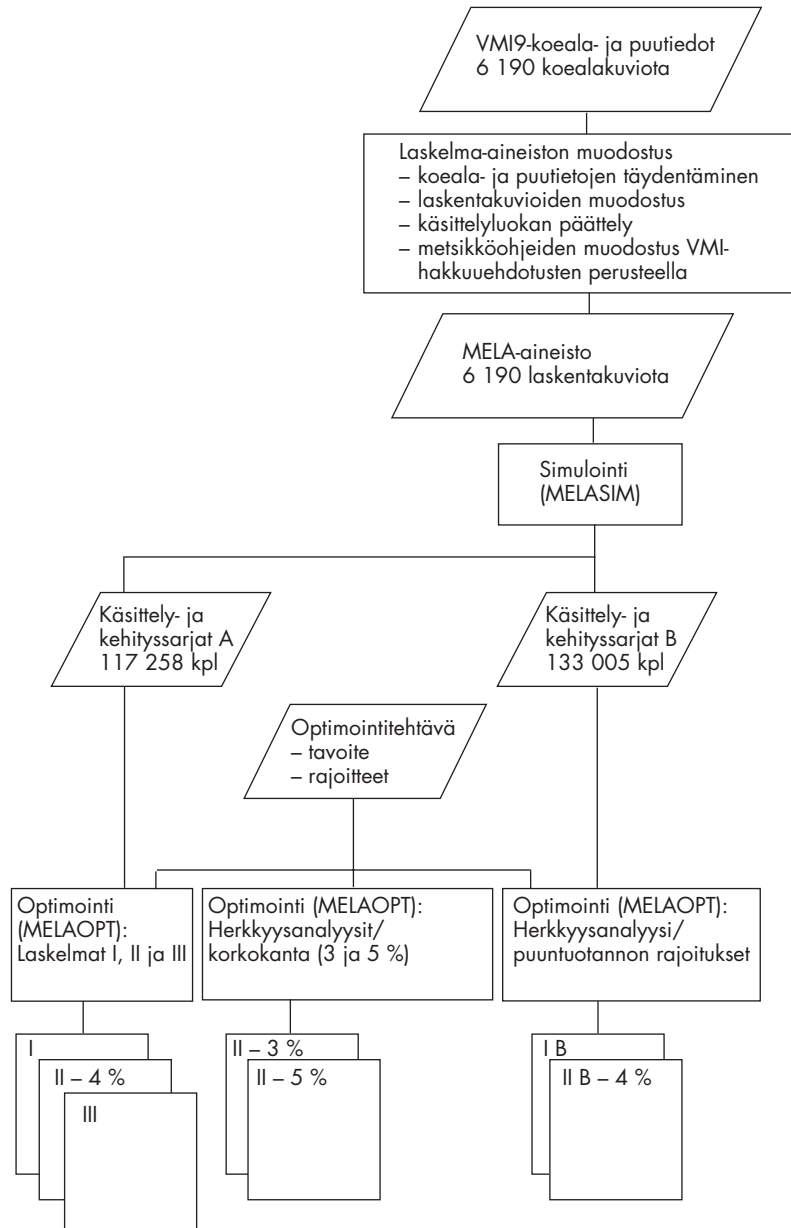 VMI9-koeala- ja puutiedot
6 190 koealakuviota
Laskelma-aineiston muodostus
– koeala- ja puutietojen täydentäminen
– laskentakuvioiden muodostus
– käsittelyluokan päättely
– metsikköohjeiden muodostus VMI-
hakkuuehdotusten perusteella
MELA-aineisto
6 190 laskentakuviota
Simulointi
(MELASIM)
Käsittely- ja
kehityssarjat A
117 258 kpl
Käsittely- ja
kehityssarjat B
133 005 kpl
Optimointitehtävä
– tavoite
– rajoitteet
Optimointi
(MELAOPT):
Laskelmat I, II ja III
Optimointi (MELAOPT):
Herkkyysanalyysit/
korkokanta (3 ja 5 %)
Optimointi (MELAOPT):
Herkkyysanalyysi/
puuntuotannon rajoitukset
I
II – 4 %
III
II – 3 %
II – 5 %
I B
II B – 4 %